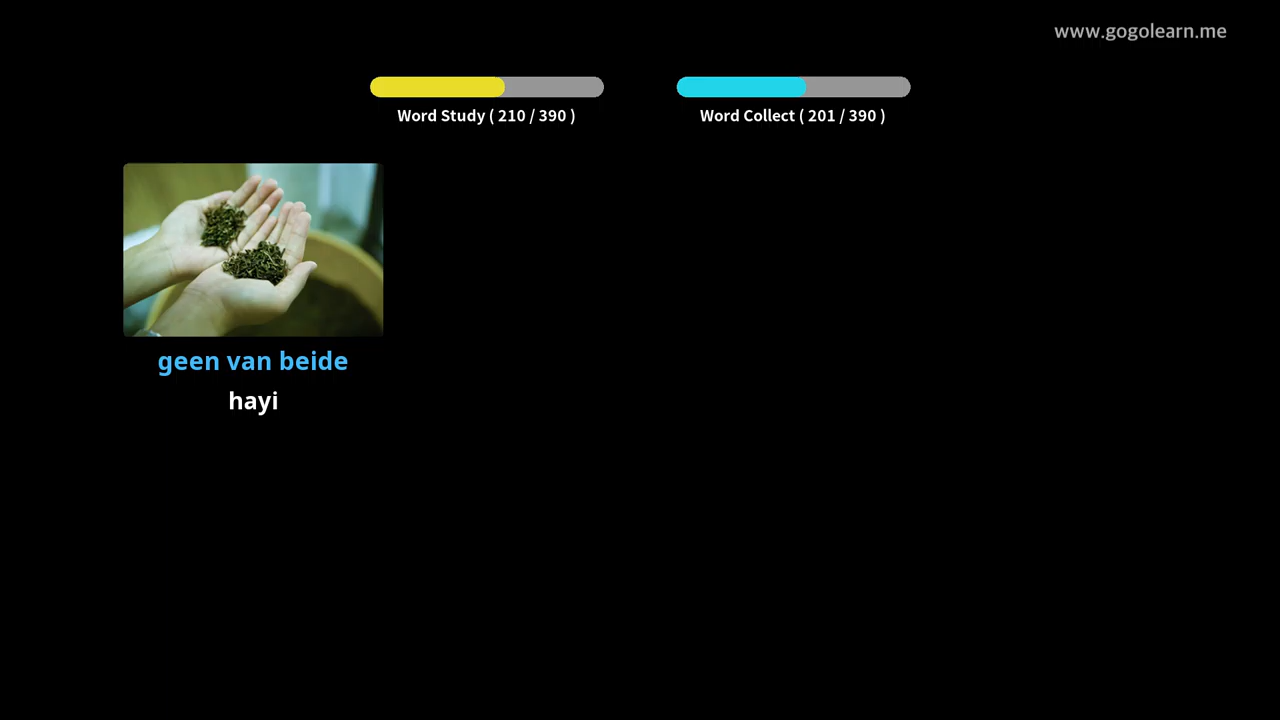 www.gogolearn.me
Word Study ( 210 / 390 )
Word Collect ( 201 / 390 )
geen van beide
hayi